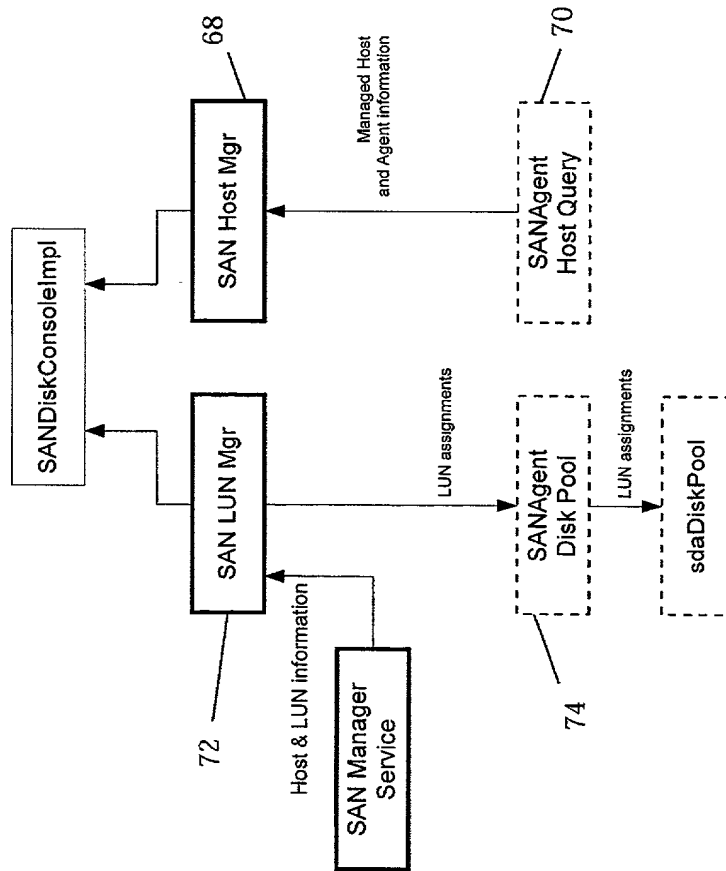 SANDiskConsoleImpl
72
SAN LUN Mgr
SAN Host Mgr
68
Host & LUN information
SAN Manager
Service
LUN assignments
Managed Host
and Agent information
74
SANAgent
Disk Pool
SANAgent
Host Query
70
LUN assignments
sdaDiskPool